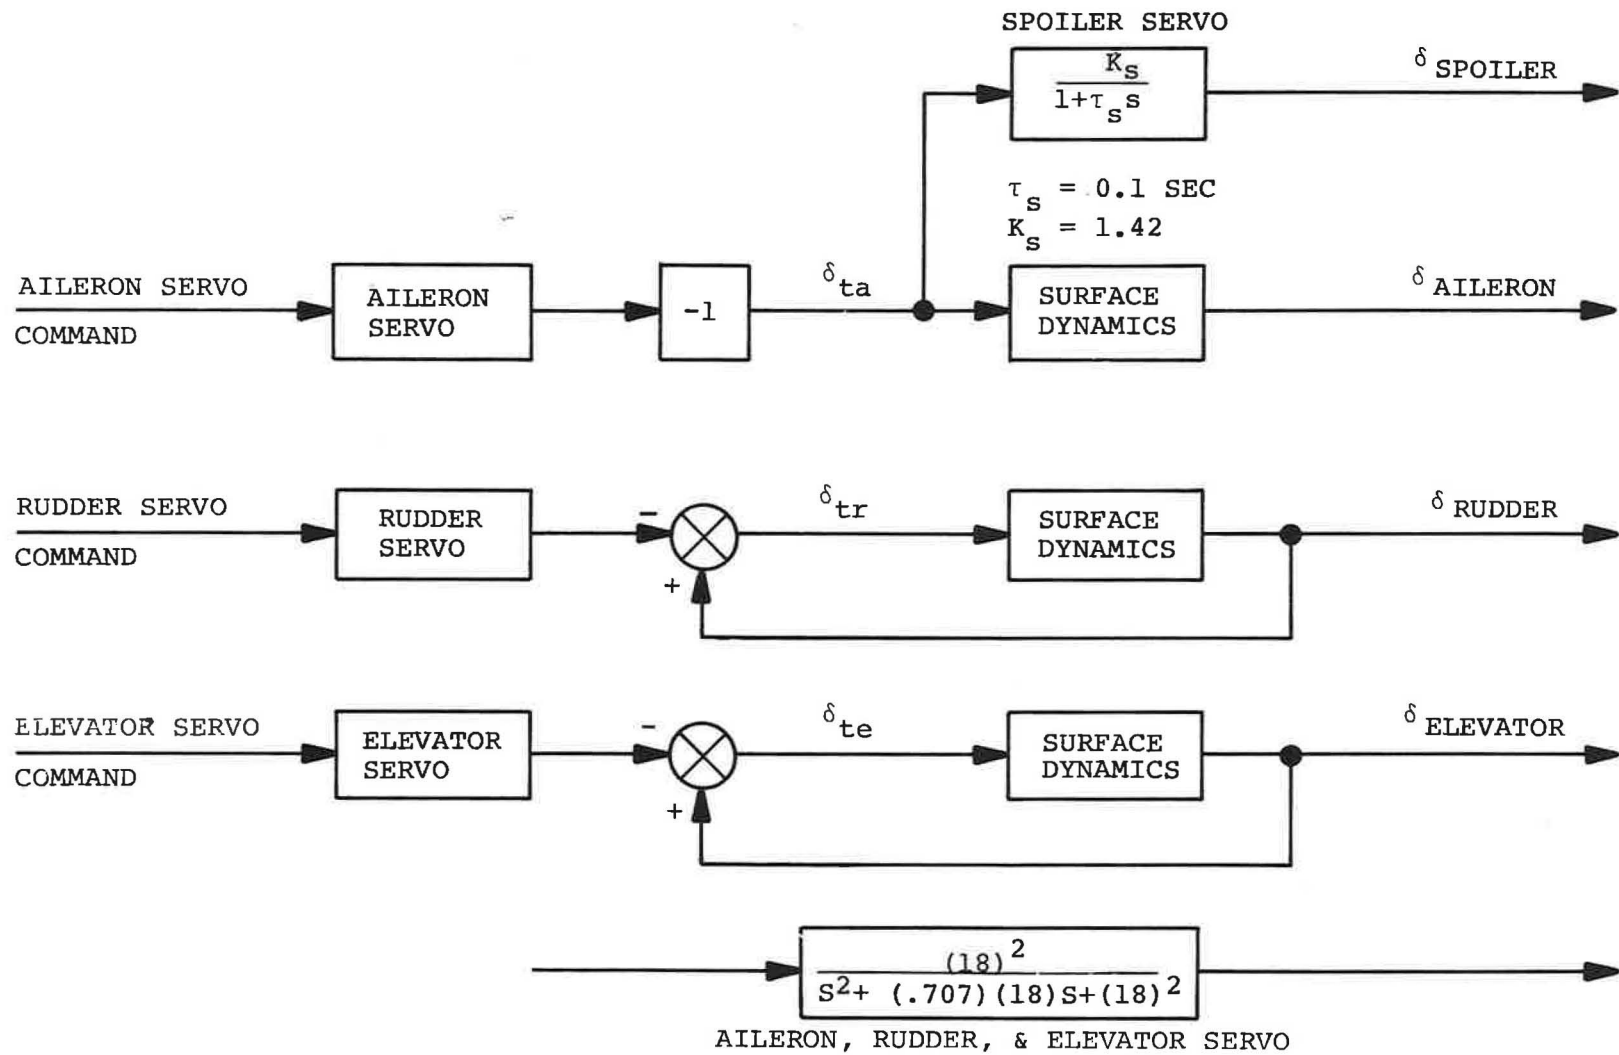 SPOILER SERVO
K_s
1+τ_s s
δ SPOILER
τ_s = 0.1 SEC
K_s = 1.42
AILERON SERVO
COMMAND
AILERON
SERVO
-1
δ_ta
SURFACE
DYNAMICS
δ AILERON
RUDDER SERVO
COMMAND
RUDDER
SERVO
-
+
δ_tr
SURFACE
DYNAMICS
δ RUDDER
ELEVATOR SERVO
COMMAND
ELEVATOR
SERVO
-
+
δ_te
SURFACE
DYNAMICS
δ ELEVATOR
(18)²
S²+ (.707)(18)S+(18)²
AILERON, RUDDER, & ELEVATOR SERVO